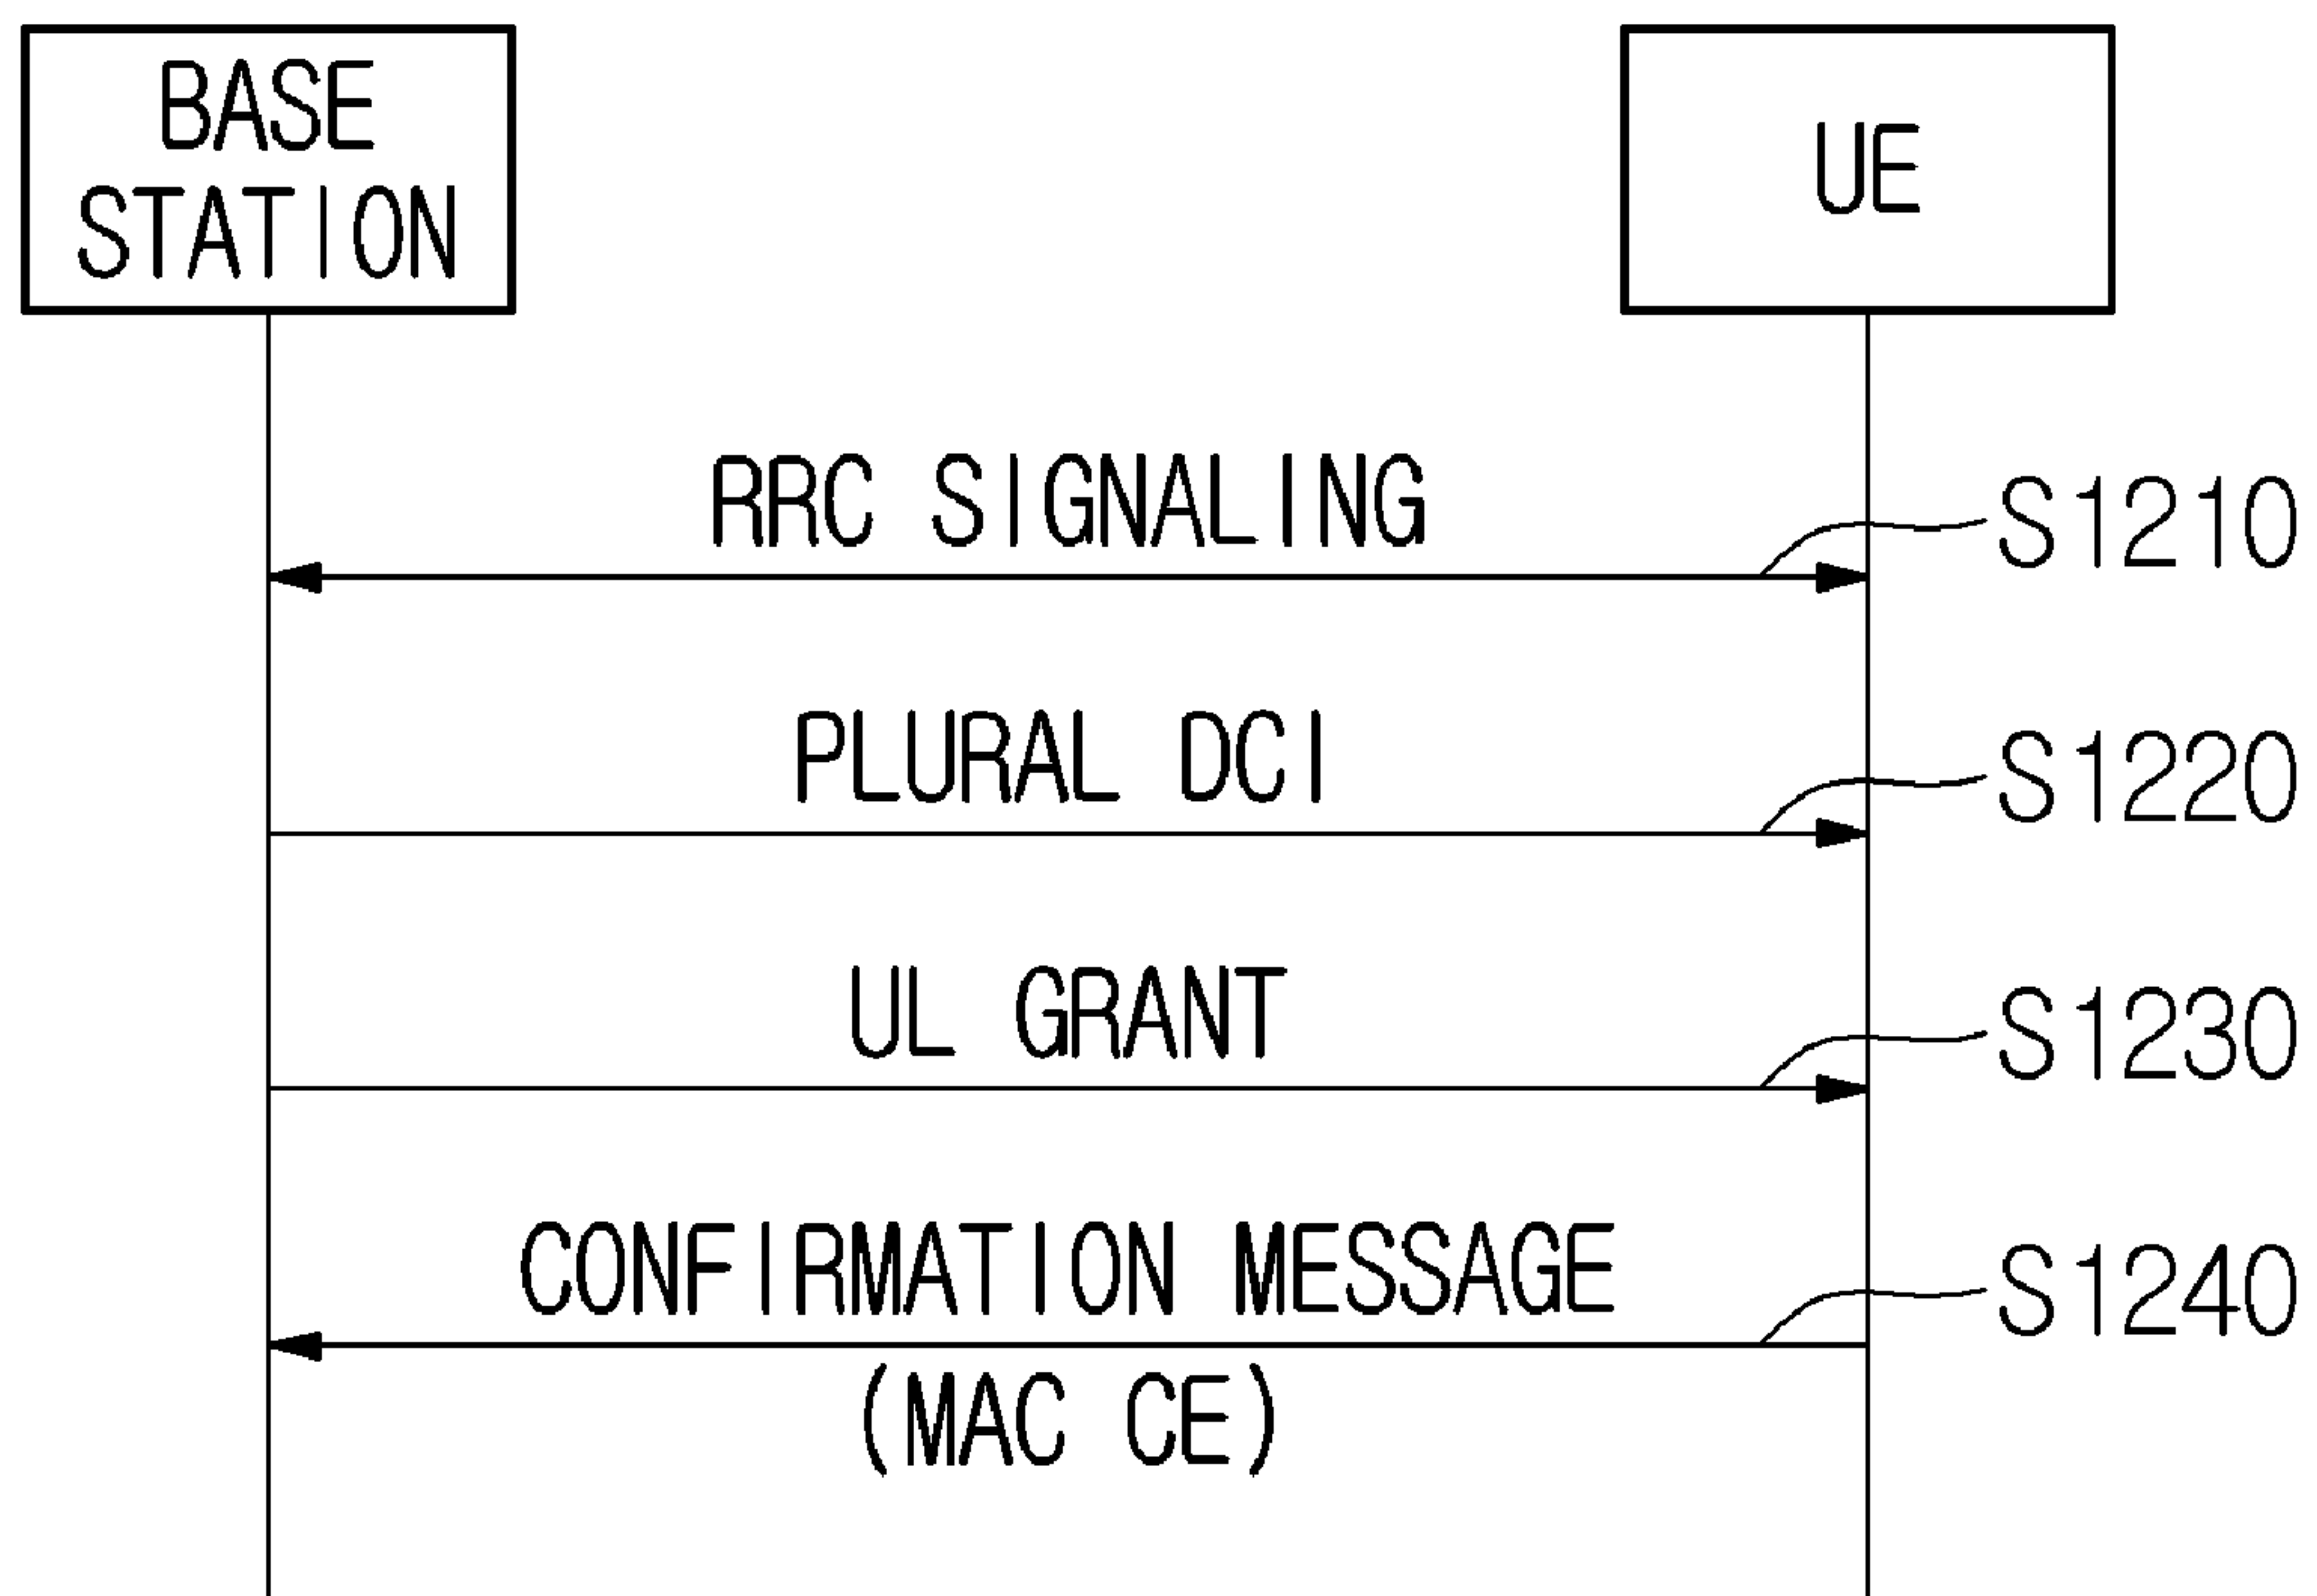 BASE
STATION
UE
RRC SIGNALING
S1210
PLURAL DCI
S1220
UL GRANT
S1230
CONFIRMATION MESSAGE
S1240
(MAC CE)